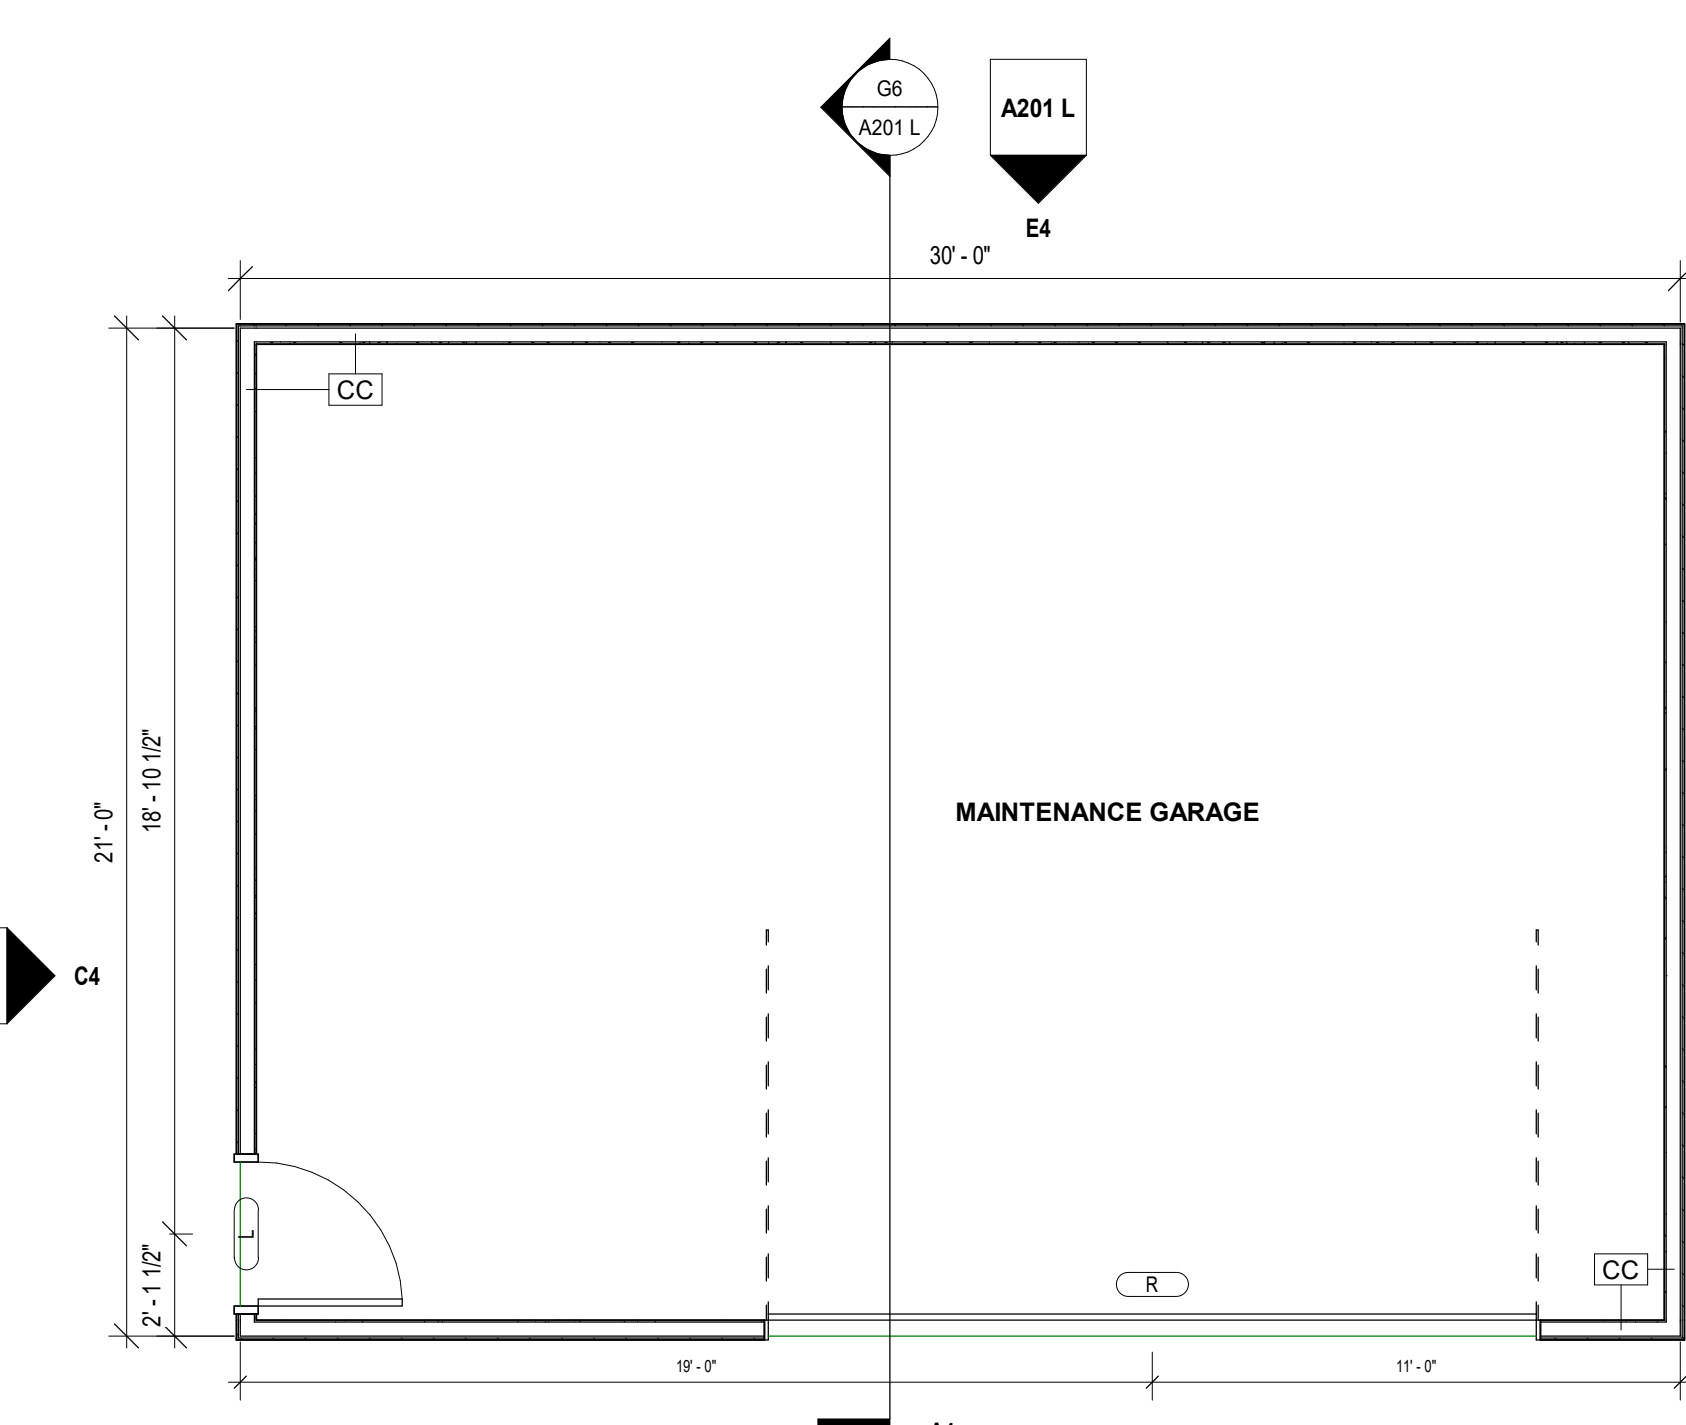 G6
A201 L
A201 L
E4
30' - 0"
CC
18' - 10 1/2"
21' - 0"
MAINTENANCE GARAGE
C4
L
2' - 1 1/2"
R
CC
19' - 0"
11' - 0"